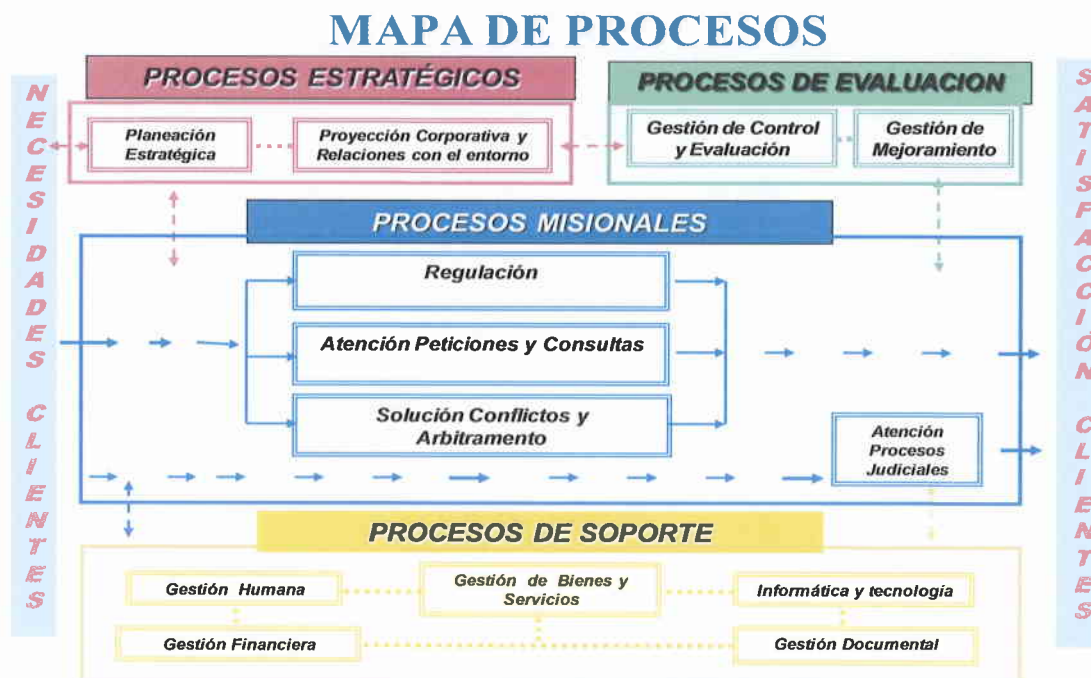 MAPA DE PROCESOS
NECESIDADES CLIENTES
PROCESOS ESTRATÉGICOS
Planeación
Estratégica
Proyección Corporativa y
Relaciones con el entorno
PROCESOS DE EVALUACION
Gestión de Control
y Evaluación
Gestión de
Mejoramiento
PROCESOS MISIONALES
Regulación
Atención Peticiones y Consultas
Solución Conflictos y
Arbitramento
Atención
Procesos
Judiciales
PROCESOS DE SOPORTE
Gestión Humana
Gestión de Bienes y
Servicios
Informática y tecnología
Gestión Financiera
Gestión Documental
SATISFACCIÓN CLIENTES